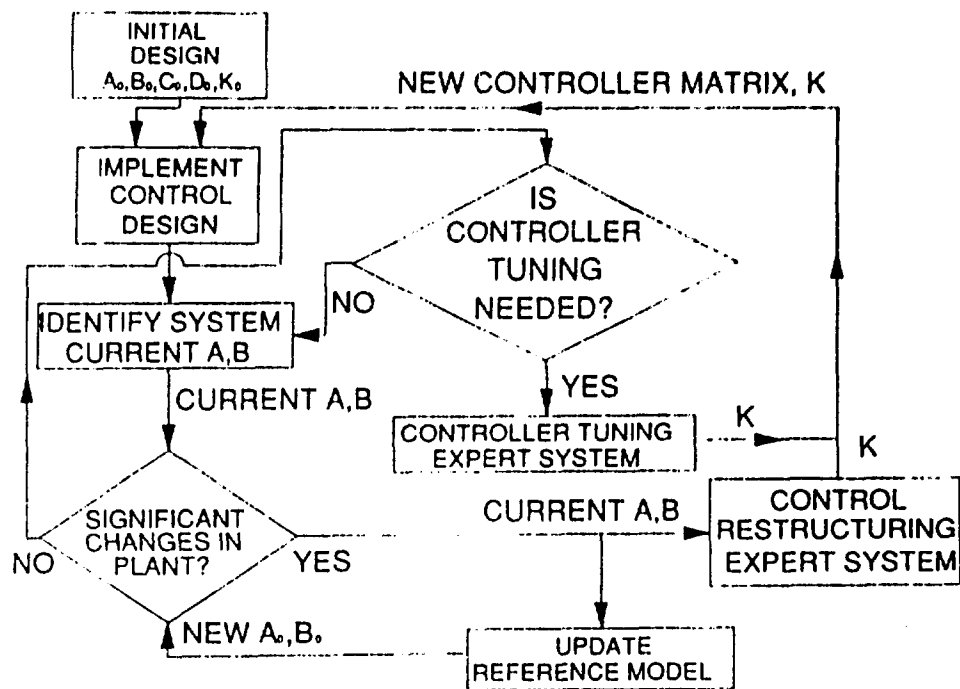 INITIAL
DESIGN
A₀,B₀,C₀,D₀,K₀
NEW CONTROLLER MATRIX, K
IMPLEMENT
CONTROL
DESIGN
IS
CONTROLLER
TUNING
NEEDED?
NO
IDENTIFY SYSTEM
CURRENT A,B
YES
CURRENT A,B
CONTROLLER TUNING
EXPERT SYSTEM
K
K
SIGNIFICANT
CHANGES IN
PLANT?
NO
YES
CURRENT A,B
CONTROL
RESTRUCTURING
EXPERT SYSTEM
NEW A₀,B₀
UPDATE
REFERENCE MODEL